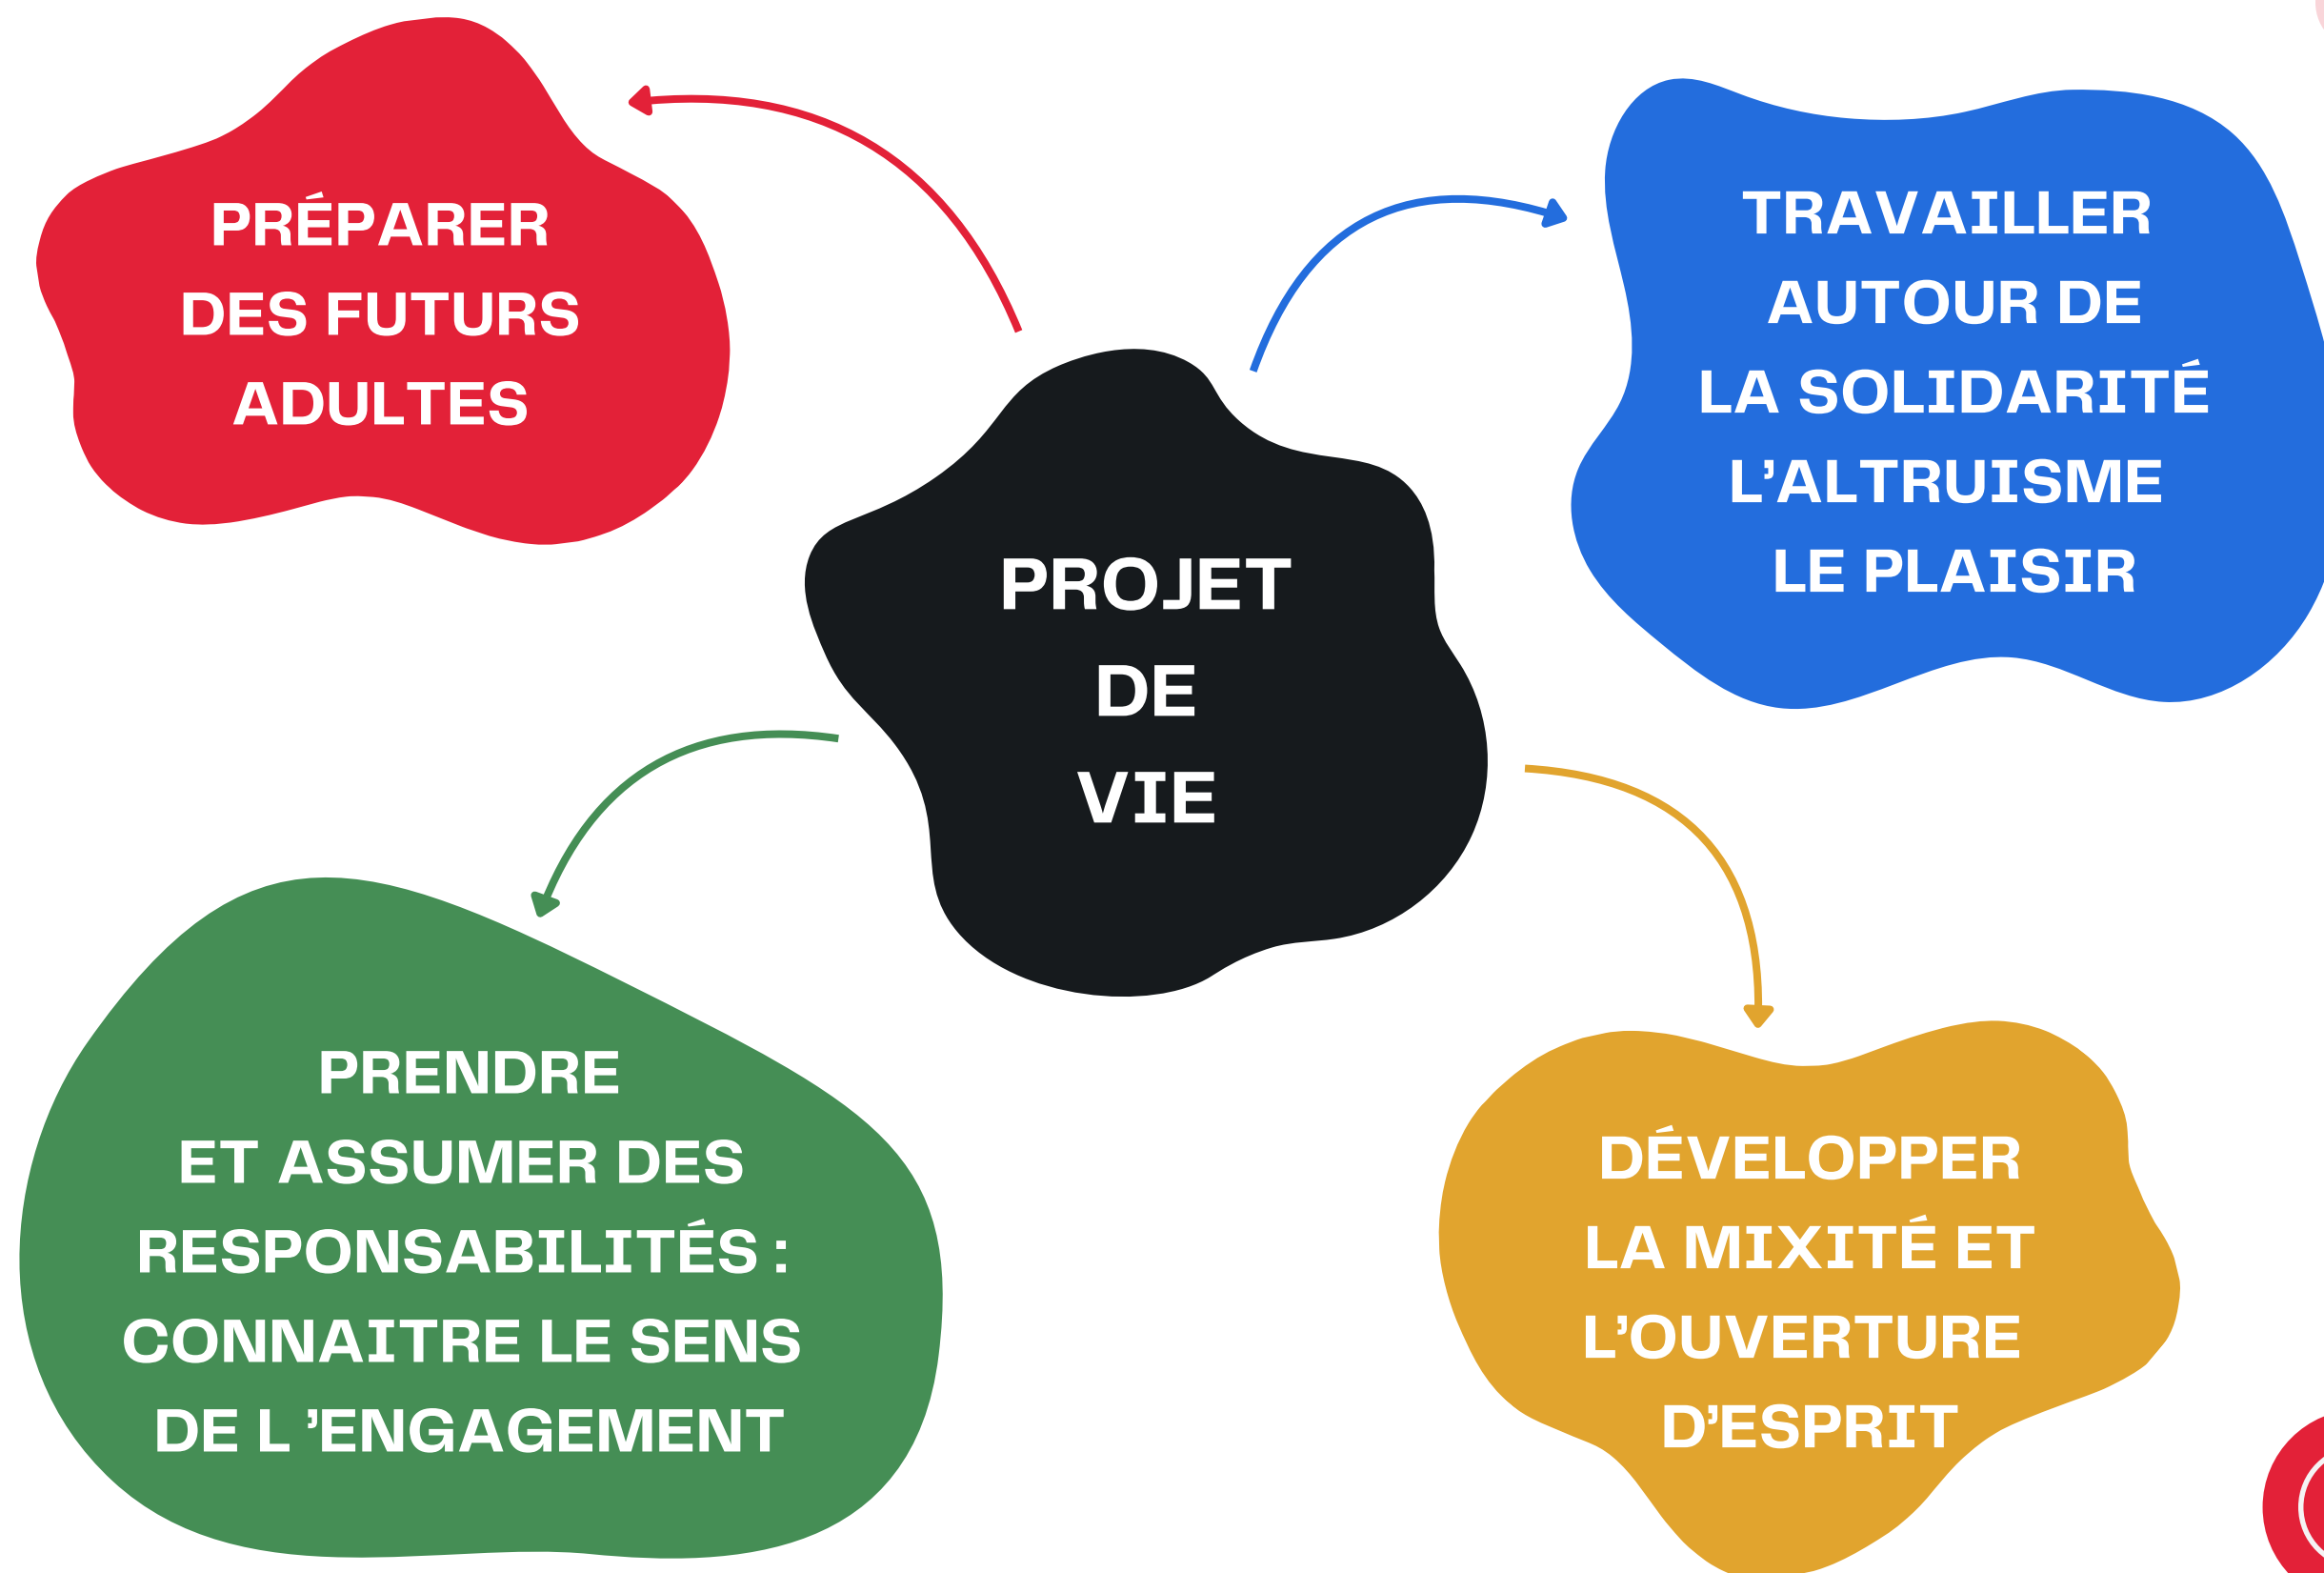 PRÉPARER
DES FUTURS
ADULTES
TRAVAILLER
AUTOUR DE
LA SOLIDARITÉ
L’ALTRUISME
LE PLAISIR
PROJET
DE
VIE
PRENDRE
ET ASSUMER DES
RESPONSABILITÉS :
CONNAITRE LE SENS
DE L’ENGAGEMENT
DÉVELOPPER
LA MIXITÉ ET
L’OUVERTURE
D’ESPRIT